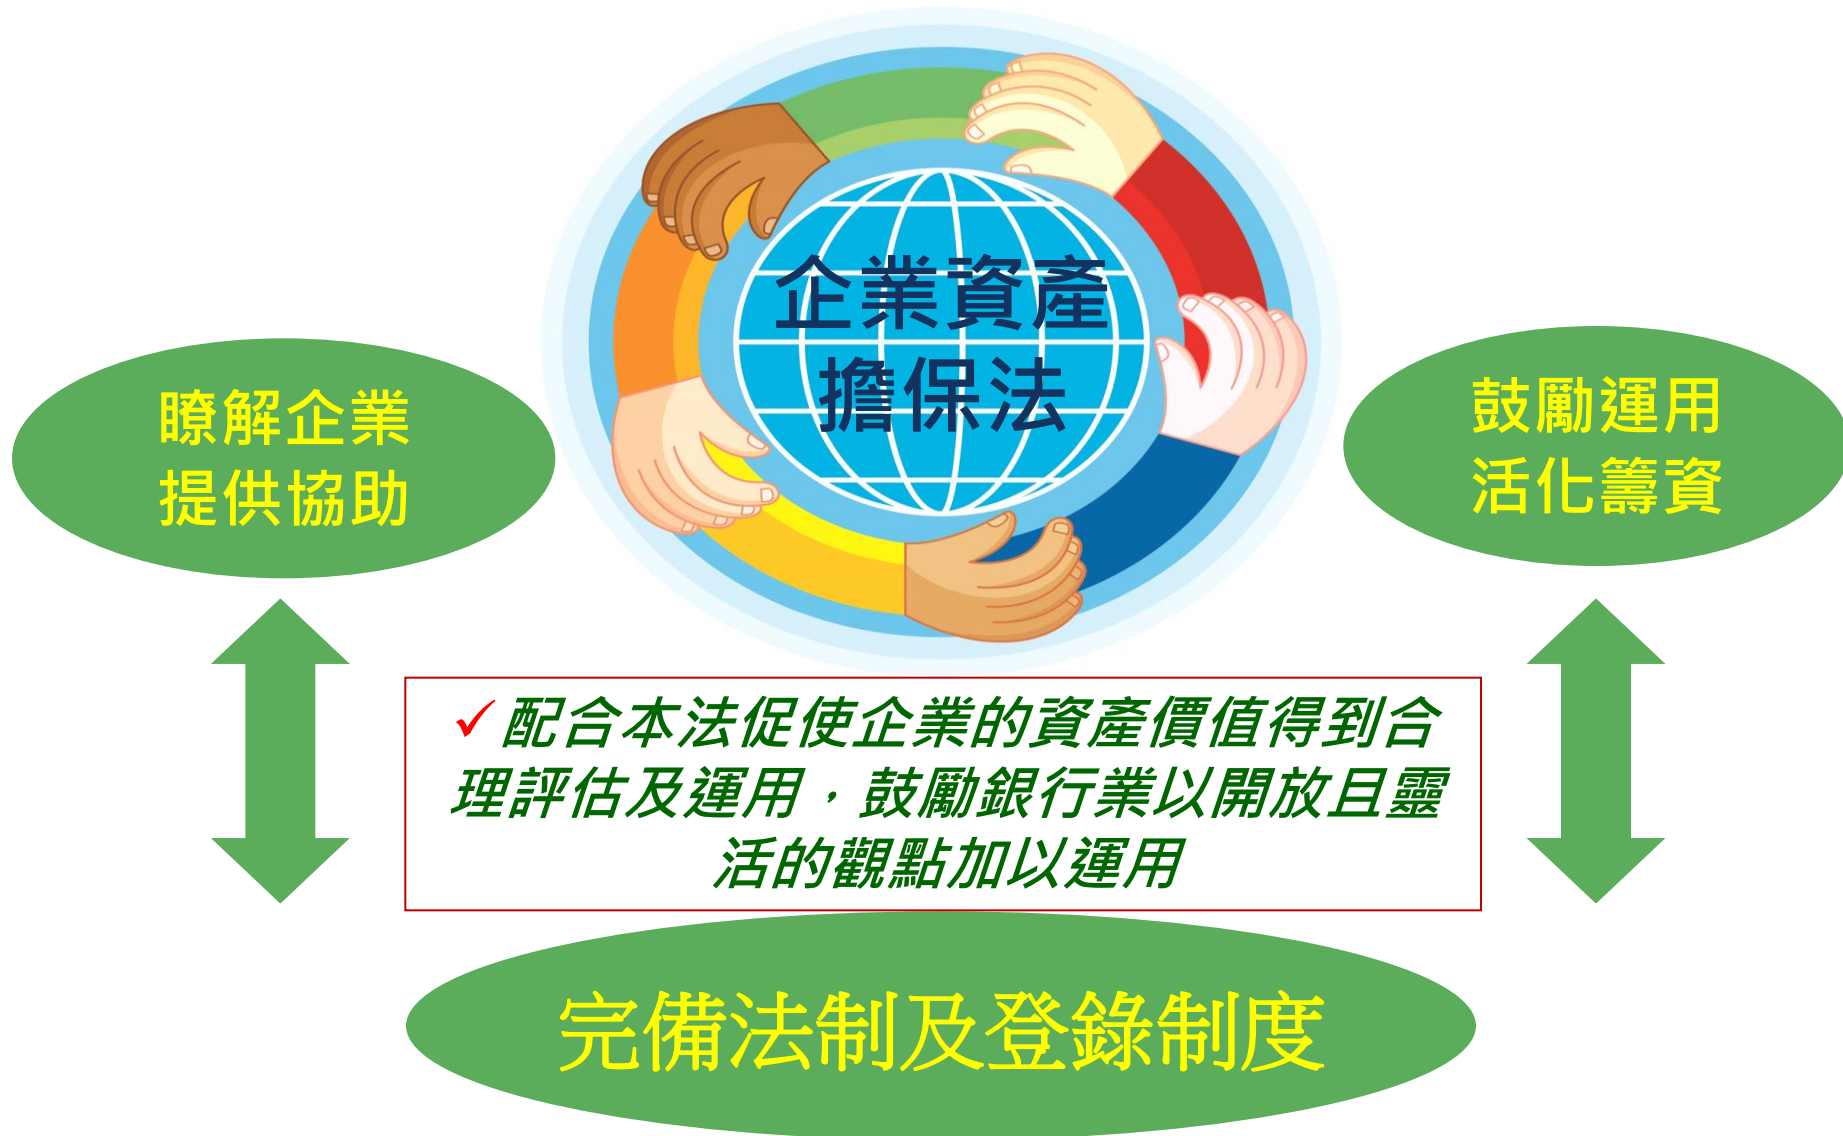 企業資產
擔保法
瞭解企業
提供協助
鼓勵運用
活化籌資
✓配合本法促使企業的資產價值得到合
理評估及運用，鼓勵銀行業以開放且靈
活的觀點加以運用
完備法制及登錄制度